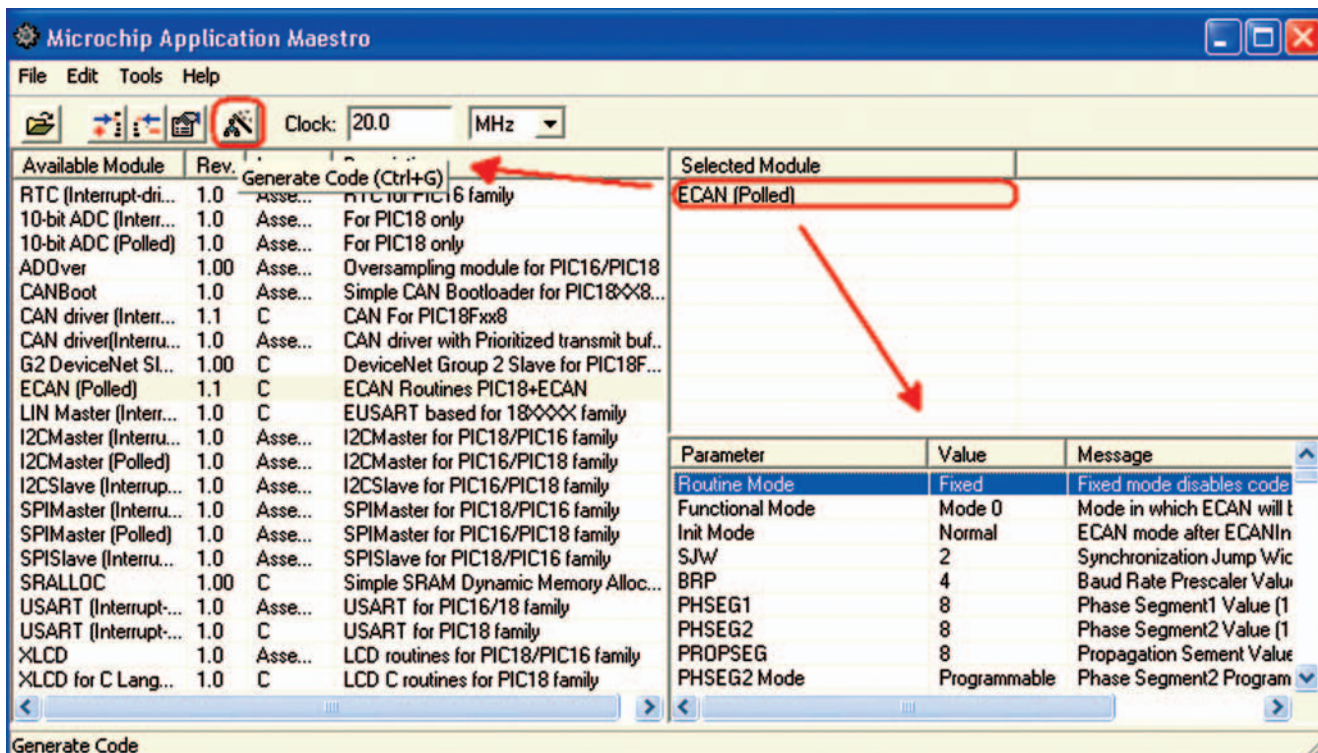 Microchip Application Maestro
File Edit Tools Help
Clock: 20.0 MHz
Available Module Rev.
Generate Code (Ctrl+G)
RTC (Interrupt-dri... 1.0 Asse... RTC for PIC16 family
10-bit ADC (Interr... 1.0 Asse... For PIC18 only
10-bit ADC (Polled) 1.0 Asse... For PIC18 only
ADOver 1.00 Asse... Oversampling module for PIC16/PIC18
CANBoot 1.0 Asse... Simple CAN Bootloader for PIC18XX8...
CAN driver (Interr... 1.1 C CAN For PIC18Fxx8
CAN driver(Interru... 1.0 Asse... CAN driver with Prioritized transmit buf..
G2 DeviceNet Sl... 1.00 C DeviceNet Group 2 Slave for PIC18F...
ECAN (Polled) 1.1 C ECAN Routines PIC18+ECAN
LIN Master (Interr... 1.0 C EUSART based for 18XXXX family
I2CMaster (Interru... 1.0 Asse... I2CMaster for PIC18/PIC16 family
I2CMaster (Polled) 1.0 Asse... I2CMaster for PIC18/PIC16 family
I2CSlave (Interrup... 1.0 Asse... I2CSlave for PIC16/PIC18 family
SPIMaster (Interru... 1.0 Asse... SPIMaster for PIC18/PIC16 family
SPIMaster (Polled) 1.0 Asse... SPIMaster for PIC18/PIC16 family
SPISlave (Interru... 1.0 Asse... SPISlave for PIC18/PIC16 family
SRALLOC 1.00 C Simple SRAM Dynamic Memory Alloc...
USART (Interrupt-... 1.0 Asse... USART for PIC16/18 family
USART (Interrupt-... 1.0 C USART for PIC18 family
XLCD 1.0 Asse... LCD routines for PIC18/PIC16 family
XLCD for C Lang... 1.0 C LCD C routines for PIC18 family
Selected Module
ECAN (Polled)
Parameter Value Message
Routine Mode Fixed Fixed mode disables code
Functional Mode Mode 0 Mode in which ECAN will
Init Mode Normal ECAN mode after ECANIn
SJW 2 Synchronization Jump Wic
BRP 4 Baud Rate Prescaler Valu
PHSEG1 8 Phase Segment1 Value (1
PHSEG2 8 Phase Segment2 Value (1
PROPSEG 8 Propagation Sement Value
PHSEG2 Mode Programmable Phase Segment2 Program
Generate Code